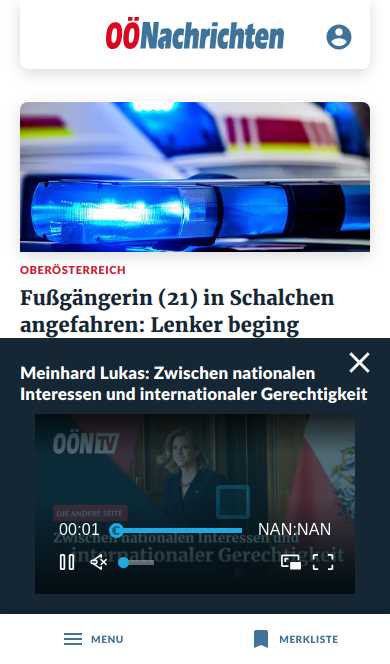 OÖNachrichten
OBERÖSTERREICH
Fußgängerin (21) in Schalchen
angefahren: Lenker beging
Meinhard Lukas: Zwischen nationalen
Interessen und internationaler Gerechtigkeit
OÖN TV
DIE ANDERE SEITE
00:01
NAN:NAN
Zwischen nationalen Interessen und
internationaler Gerechtigkeit
MENU
MERKLISTE